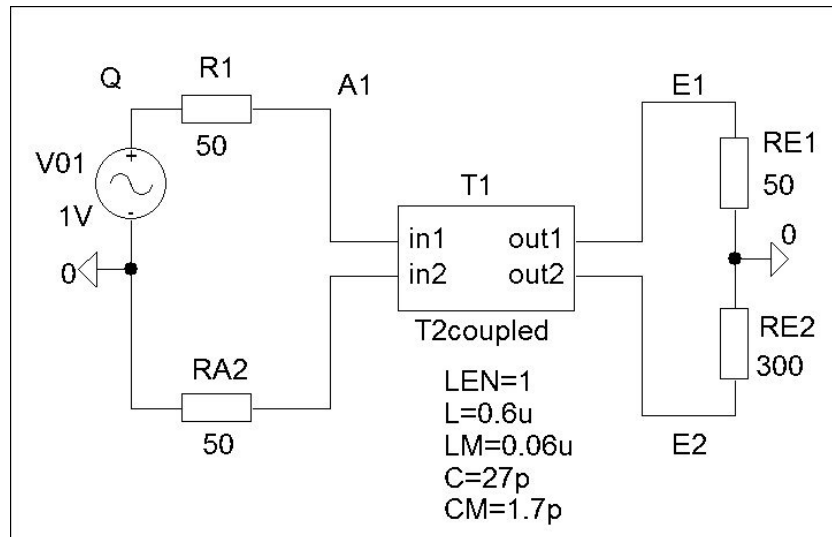 Q
R1
A1
50
V01
1V
0
RA2
50
T1
in1
out1
in2
out2
T2coupled
LEN=1
L=0.6u
LM=0.06u
C=27p
CM=1.7p
E1
RE1
50
0
RE2
300
E2